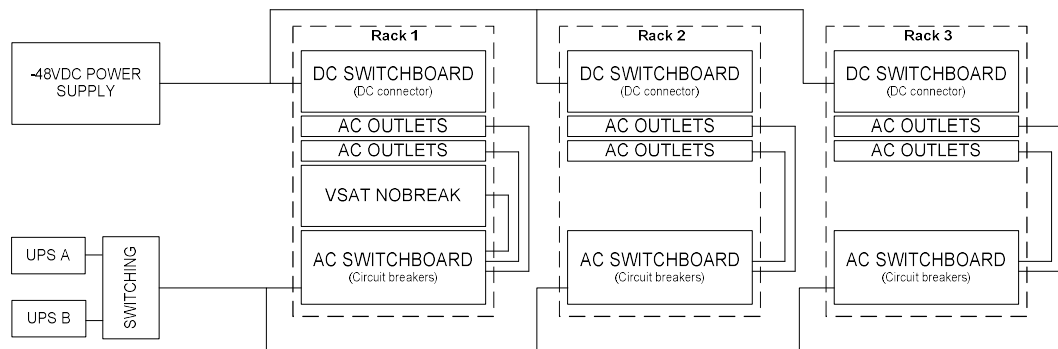 -48VDC POWER
SUPPLY
UPS A
UPS B
SWITCHING
Rack 1
DC SWITCHBOARD
(DC connector)
AC OUTLETS
AC OUTLETS
VSAT NOBREAK
AC SWITCHBOARD
(Circuit breakers)
Rack 2
DC SWITCHBOARD
(DC connector)
AC OUTLETS
AC OUTLETS
AC SWITCHBOARD
(Circuit breakers)
Rack 3
DC SWITCHBOARD
(DC connector)
AC OUTLETS
AC OUTLETS
AC SWITCHBOARD
(Circuit breakers)